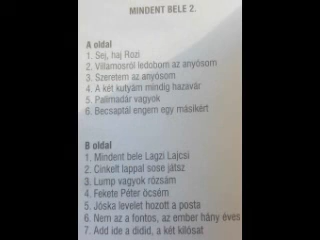 MINDENT BELE 2.
A oldal
1. Sej, haj Rozi
2. Villamosról ledobom az anyósom
3. Szeretem az anyósom
4. A két kutyám mindig hazavár
5. Palimadár vagyok
6. Becsaptál engem egy másikért
B oldal
1. Mindent bele Lagzi Lajcsi
2. Cinkelt lappal sose játsz
3. Lump vagyok rózsám
4. Fekete Péter öcsém
5. Jóska levelet hozott a posta
6. Nem az a fontos, az ember hány éves
7. Add ide a didid, a két kilósat